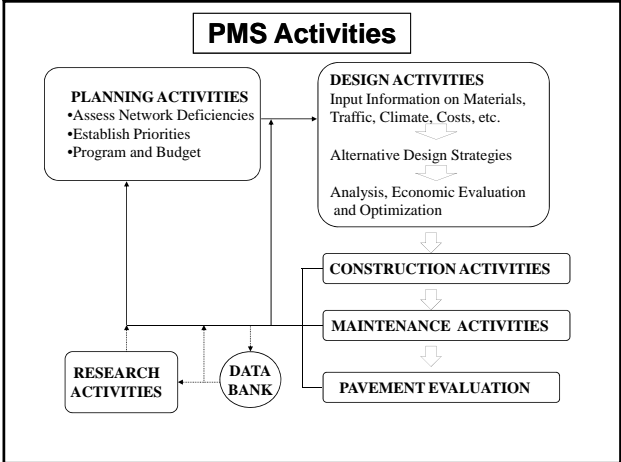 PMS Activities
PLANNING ACTIVITIES
•Assess Network Deficiencies
•Establish Priorities
•Program and Budget
DESIGN ACTIVITIES
Input Information on Materials,
Traffic, Climate, Costs, etc.
Alternative Design Strategies
Analysis, Economic Evaluation
and Optimization
CONSTRUCTION ACTIVITIES
MAINTENANCE ACTIVITIES
PAVEMENT EVALUATION
RESEARCH
ACTIVITIES
DATA
BANK